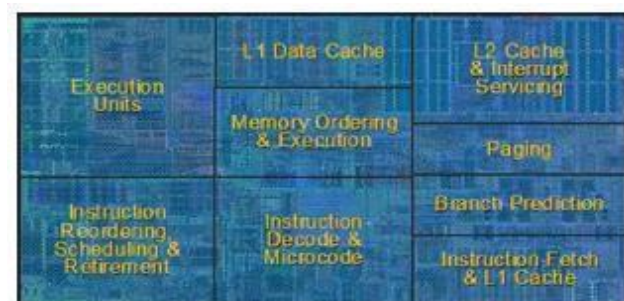 Execution
Units
L1 Data Cache
L2 Cache
& Interrupt
Servicing
Memory Ordering
& Execution
Paging
Instruction
Reordering,
Scheduling &
Retirement
Instruction
Decode &
Microcode
Branch Prediction
Instruction Fetch
& L1 Cache